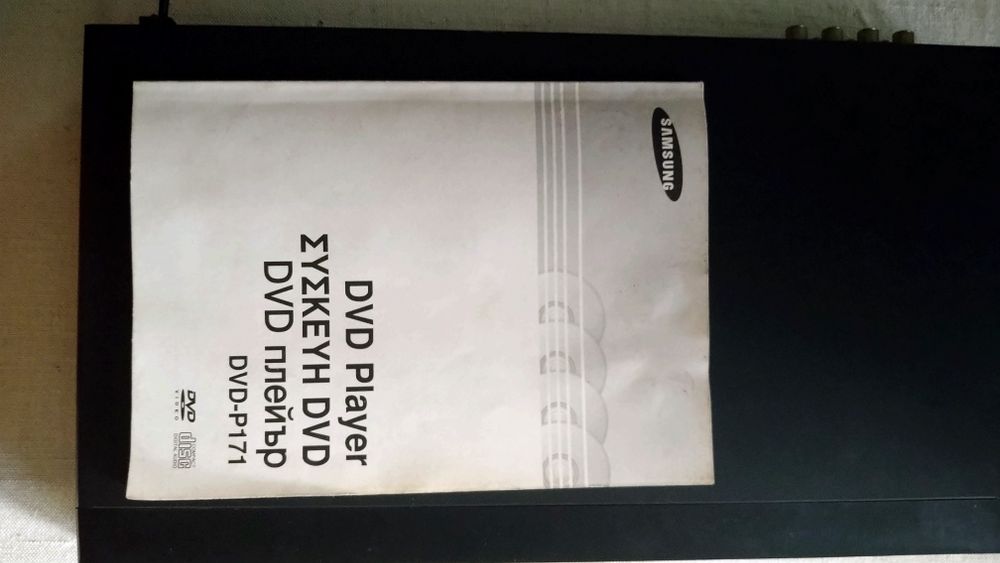 SAMSUNG
DVD Player
ΣΥΣΚΕΥΗ DVD
DVD плейър
DVD-P171
DVD
VIDEO
COMPACT
disc
DIGITAL AUDIO